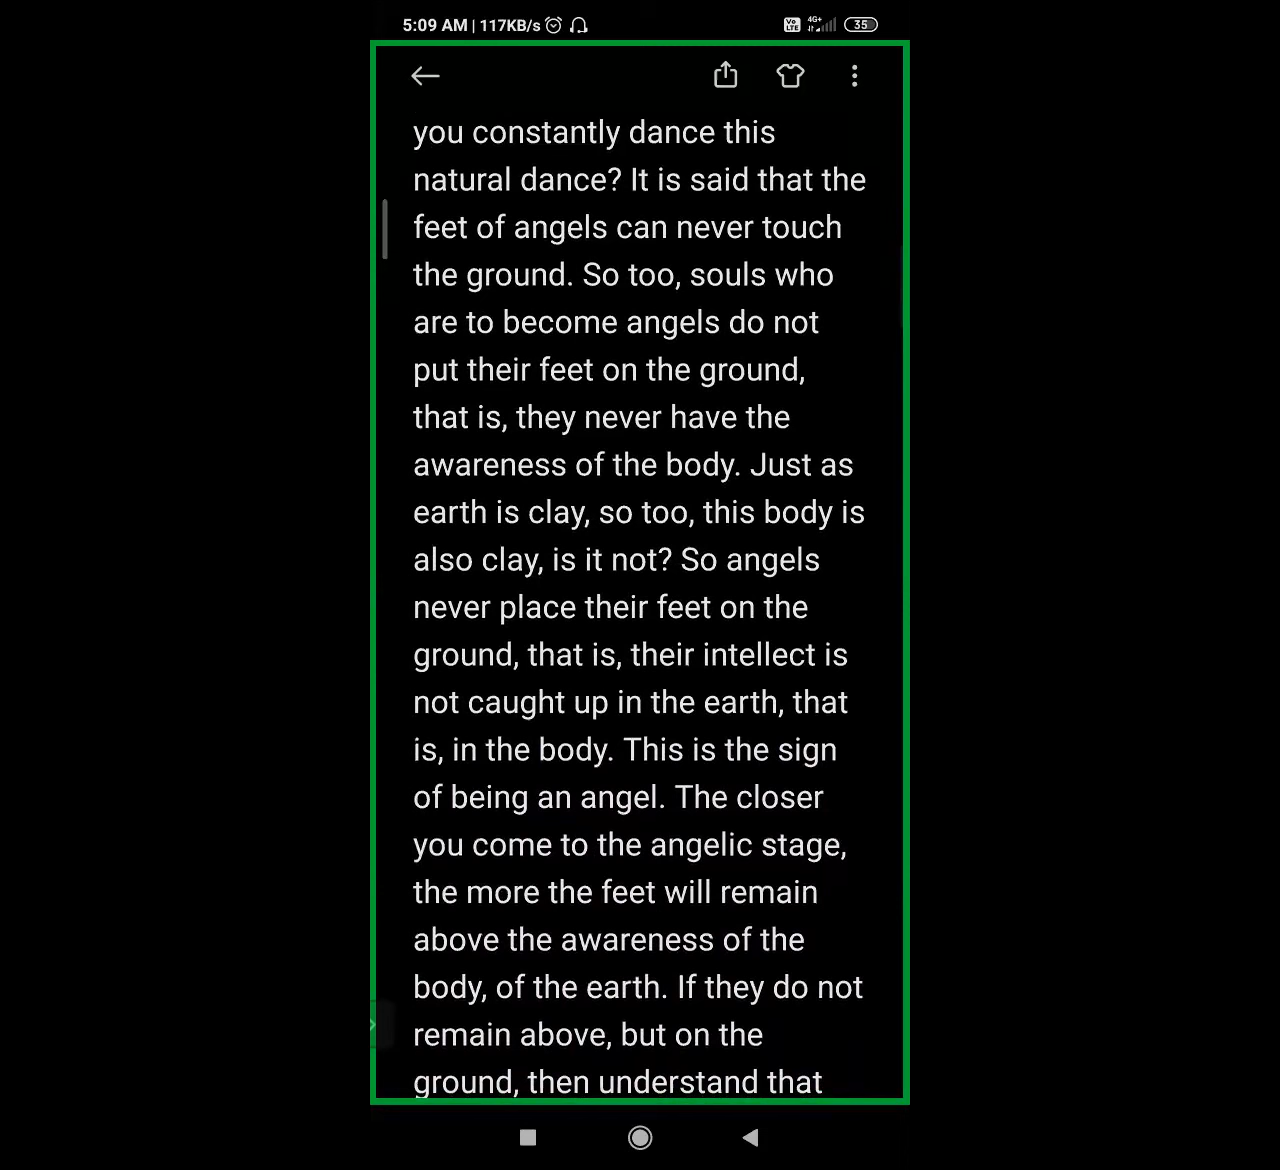 5:09 AM | 117KB/s
Vo LTE 4G+ 35
you constantly dance this
natural dance? It is said that the
feet of angels can never touch
the ground. So too, souls who
are to become angels do not
put their feet on the ground,
that is, they never have the
awareness of the body. Just as
earth is clay, so too, this body is
also clay, is it not? So angels
never place their feet on the
ground, that is, their intellect is
not caught up in the earth, that
is, in the body. This is the sign
of being an angel. The closer
you come to the angelic stage,
the more the feet will remain
above the awareness of the
body, of the earth. If they do not
remain above, but on the
ground, then understand that